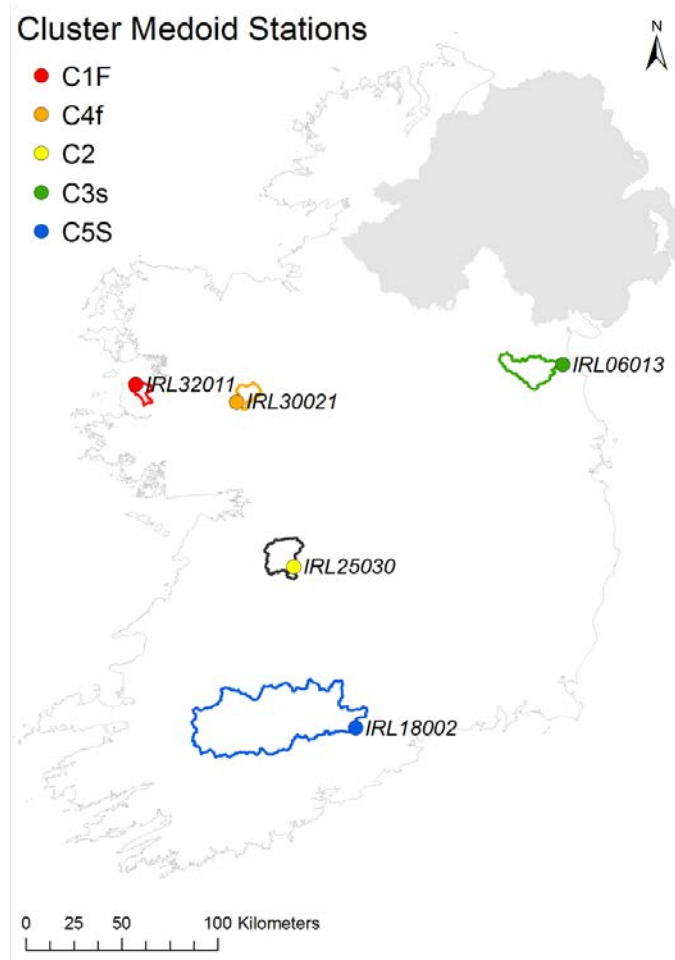 Cluster Medoid Stations
N
C1F
C4f
C2
C3s
C5S
IRL06013
IRL32011
IRL30021
IRL25030
IRL18002
0 25 50 100 Kilometers